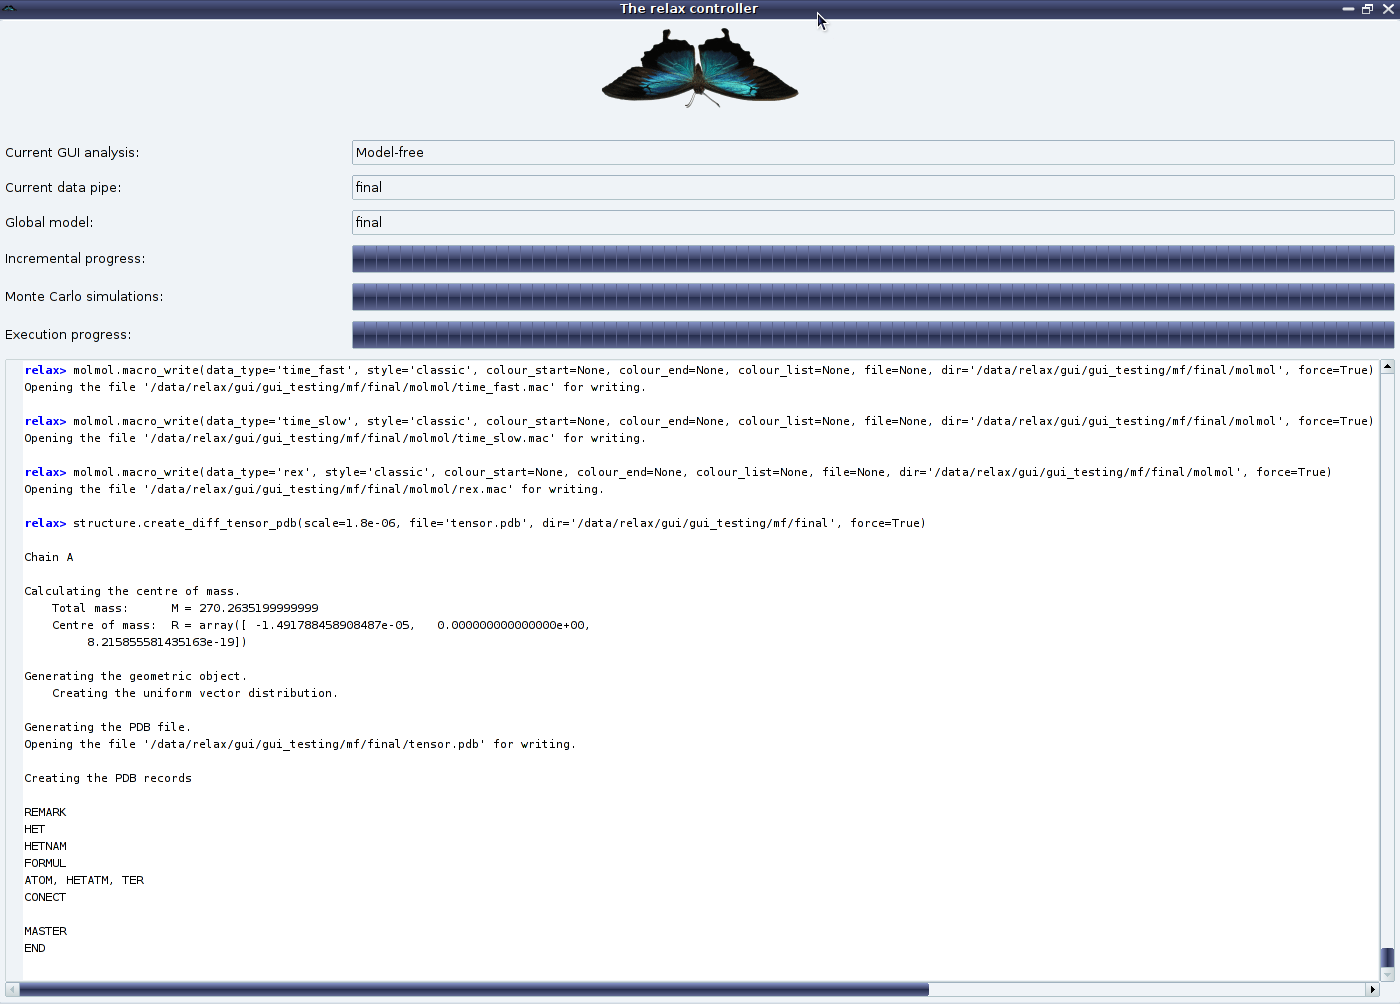 The relax controller
Current GUI analysis: Model-free
Current data pipe: final
Global model: final
Incremental progress:
Monte Carlo simulations:
Execution progress:
relax> molmol.macro_write(data_type='time_fast', style='classic', colour_start=None, colour_end=None, colour_list=None, file=None, dir='/data/relax/gui/gui_testing/mf/final/molmol', force=True)
Opening the file '/data/relax/gui/gui_testing/mf/final/molmol/time_fast.mac' for writing.
relax> molmol.macro_write(data_type='time_slow', style='classic', colour_start=None, colour_end=None, colour_list=None, file=None, dir='/data/relax/gui/gui_testing/mf/final/molmol', force=True)
Opening the file '/data/relax/gui/gui_testing/mf/final/molmol/time_slow.mac' for writing.
relax> molmol.macro_write(data_type='rex', style='classic', colour_start=None, colour_end=None, colour_list=None, file=None, dir='/data/relax/gui/gui_testing/mf/final/molmol', force=True)
Opening the file '/data/relax/gui/gui_testing/mf/final/molmol/rex.mac' for writing.
relax> structure.create_diff_tensor_pdb(scale=1.8e-06, file='tensor.pdb', dir='/data/relax/gui/gui_testing/mf/final', force=True)
Chain A
Calculating the centre of mass.
Total mass: M = 270.2635199999999
Centre of mass: R = array([ -1.491788458908487e-05, 0.000000000000000e+00,
8.215855581435163e-19])
Generating the geometric object.
Creating the uniform vector distribution.
Generating the PDB file.
Opening the file '/data/relax/gui/gui_testing/mf/final/tensor.pdb' for writing.
Creating the PDB records
REMARK
HET
HETNAM
FORMUL
ATOM, HETATM, TER
CONECT
MASTER
END